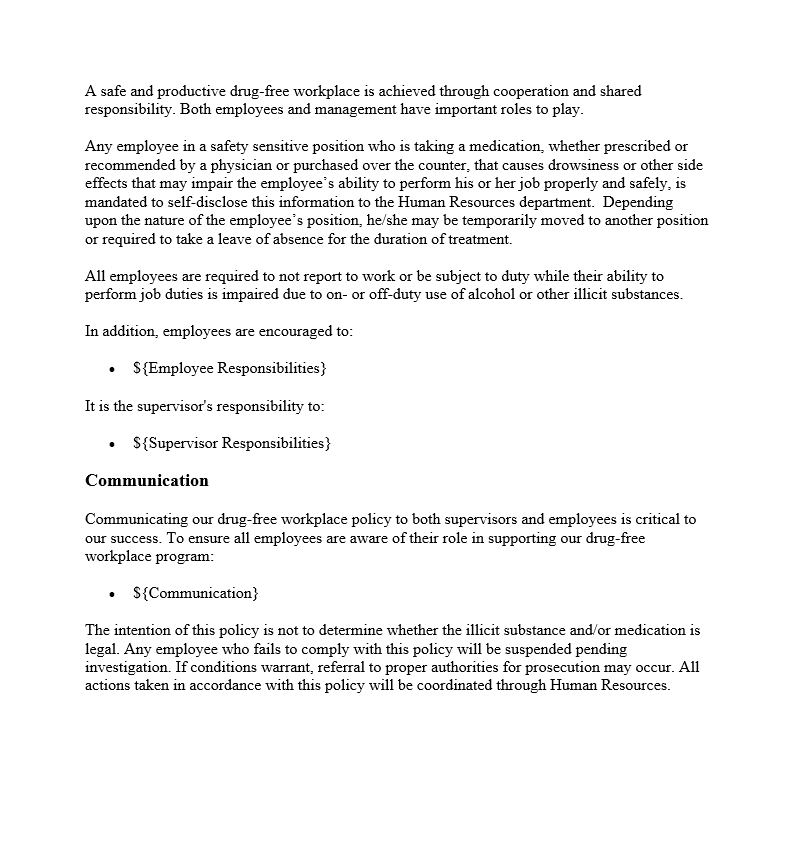 A safe and productive drug-free workplace is achieved through cooperation and shared
responsibility. Both employees and management have important roles to play.
Any employee in a safety sensitive position who is taking a medication, whether prescribed or
recommended by a physician or purchased over the counter, that causes drowsiness or other side
effects that may impair the employee’s ability to perform his or her job properly and safely, is
mandated to self-disclose this information to the Human Resources department.  Depending
upon the nature of the employee’s position, he/she may be temporarily moved to another position
or required to take a leave of absence for the duration of treatment.
All employees are required to not report to work or be subject to duty while their ability to
perform job duties is impaired due to on- or off-duty use of alcohol or other illicit substances.
In addition, employees are encouraged to:
• ${Employee Responsibilities}
It is the supervisor's responsibility to:
• ${Supervisor Responsibilities}
Communication
Communicating our drug-free workplace policy to both supervisors and employees is critical to
our success. To ensure all employees are aware of their role in supporting our drug-free
workplace program:
• ${Communication}
The intention of this policy is not to determine whether the illicit substance and/or medication is
legal. Any employee who fails to comply with this policy will be suspended pending
investigation. If conditions warrant, referral to proper authorities for prosecution may occur. All
actions taken in accordance with this policy will be coordinated through Human Resources.